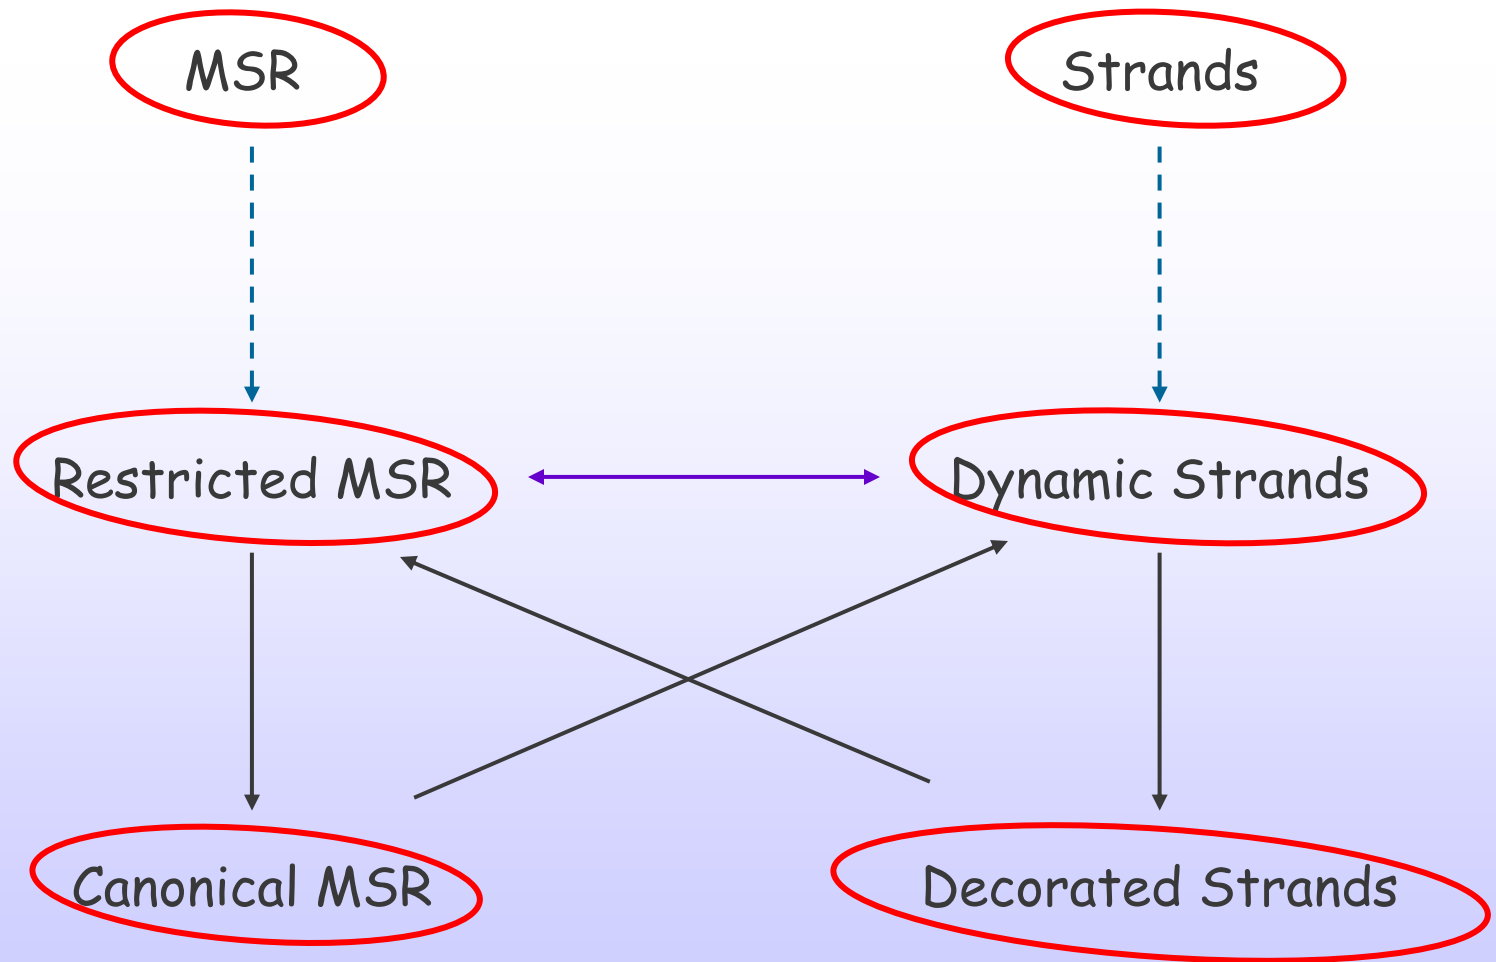 MSR
Strands
Restricted MSR
Dynamic Strands
Canonical MSR
Decorated Strands